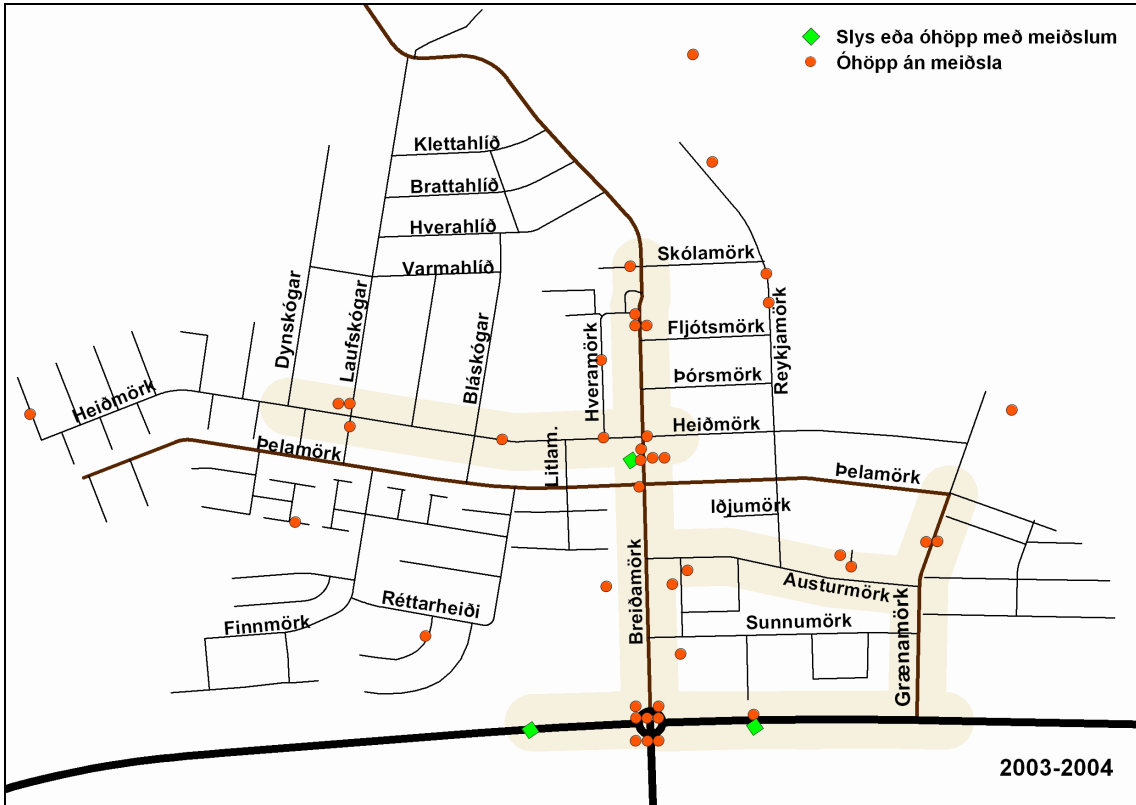 Slys eða óhöpp með meiðslum
Óhöpp án meiðsla
Klettahlíð
Brattahlíð
Hverahlíð
Varmahlíð
Skólamörk
Dynskógar
Laufskógar
Bláskógar
Hveramörk
Fljótsmörk
Reykjamörk
Þórsmörk
Heiðmörk
Heiðmörk
Þelamörk
Litlam.
Þelamörk
Iðjumörk
Breiðamörk
Austurmörk
Réttarheiði
Finnmörk
Sunnumörk
Grænamörk
2003-2004